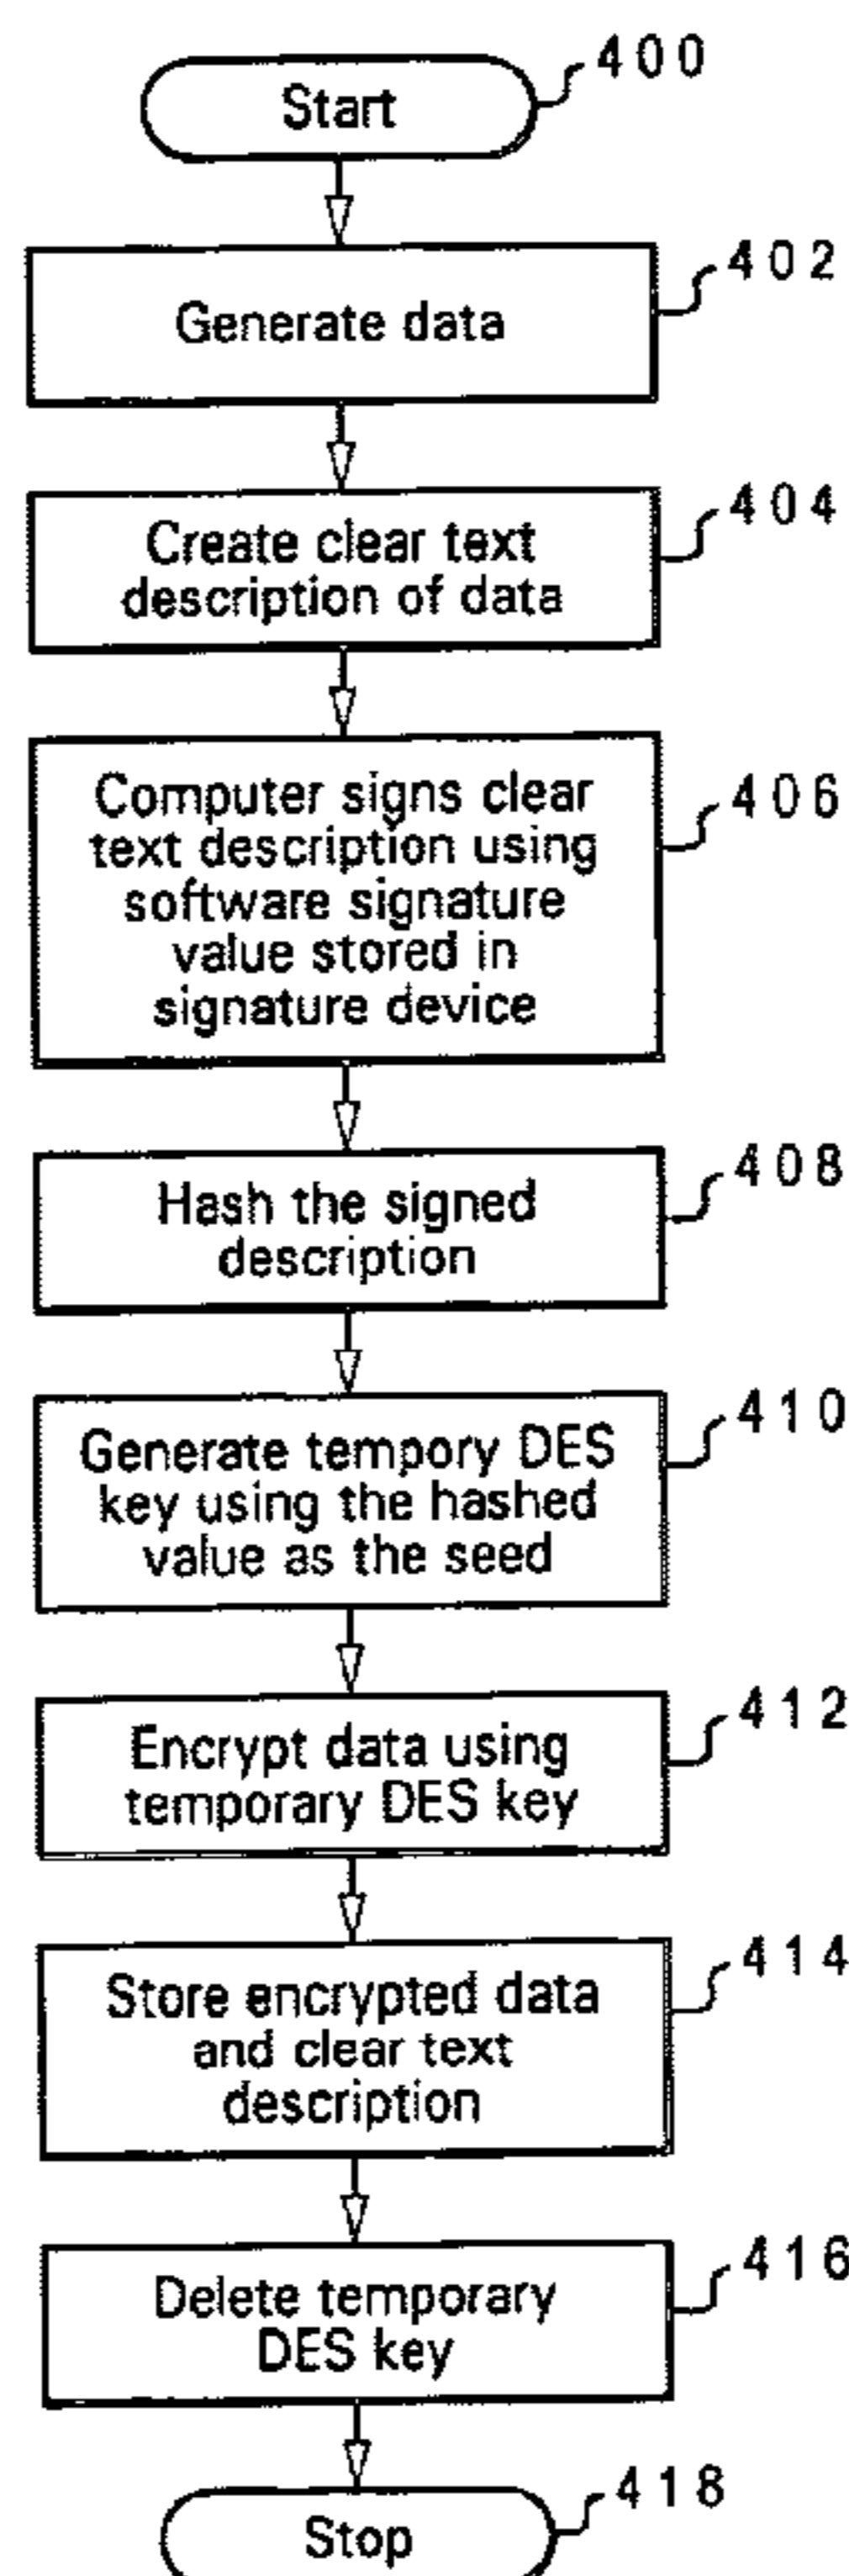 400
Start
402
Generate data
404
Create clear text
description of data
406
Computer signs clear
text description using
software signature
value stored in
signature device
408
Hash the signed
description
410
Generate tempory DES
key using the hashed
value as the seed
412
Encrypt data using
temporary DES key
414
Store encrypted data
and clear text
description
416
Delete temporary
DES key
418
Stop